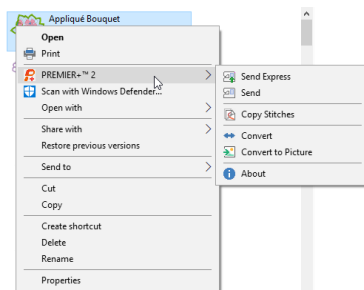 Appliqué Bouquet
Open
Print
PREMIER+™ 2
Scan with Windows Defender...
Open with
Share with
Restore previous versions
Send to
Cut
Copy
Create shortcut
Delete
Rename
Properties
Send Express
Send
Copy Stitches
Convert
Convert to Picture
About